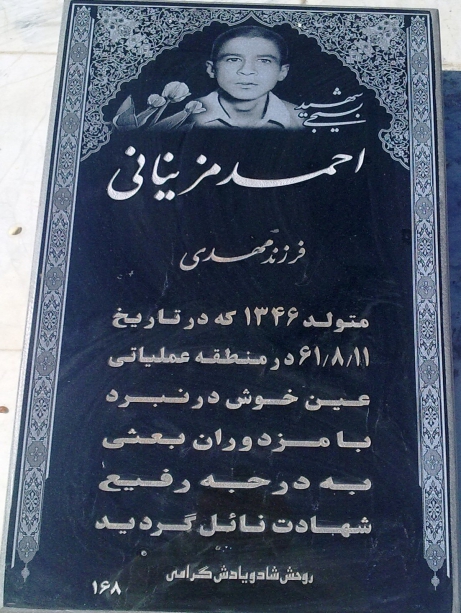 شهید
بسیجی
احمد مزینانی
فرزند مهدی
متولد ۱۳۴۶ که در تاریخ
۶۱/۸/۱۱ در منطقه عملیاتی
عین خوش در نبرد
با مزدوران بعثی
به درجه رفیع
شهادت نائل گردید
روحش شاد و یادش گرامی
۱۶۸